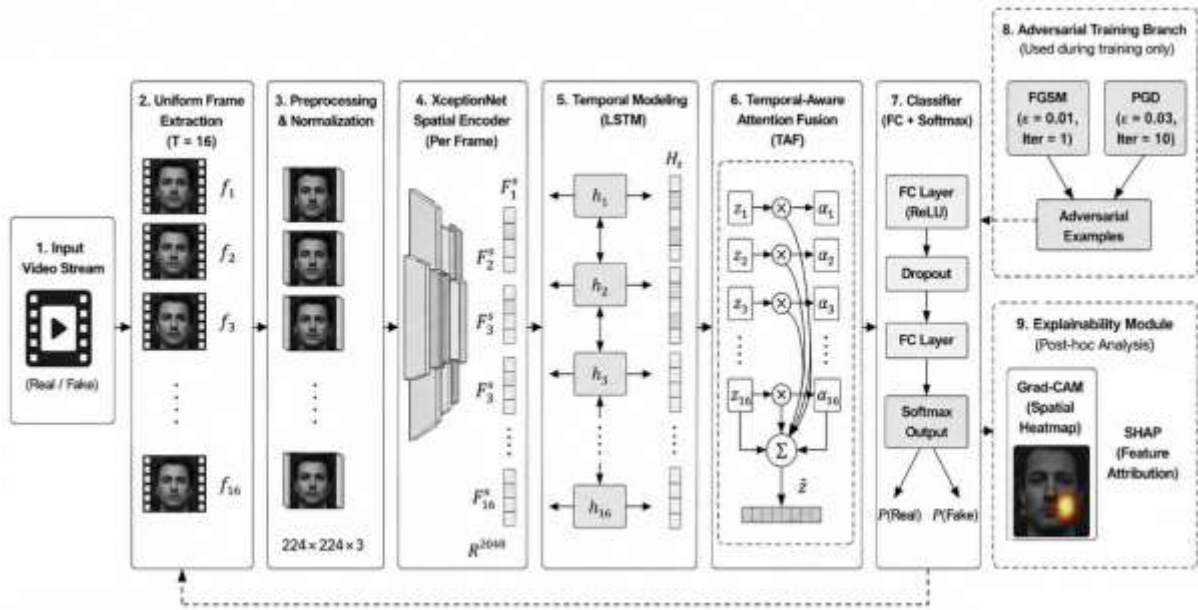 1. Input
Video Stream
(Real / Fake)
2. Uniform Frame
Extraction
(T = 16)
f₁
f₂
f₃
f₁₆
3. Preprocessing
& Normalization
224 × 224 × 3
4. XceptionNet
Spatial Encoder
(Per Frame)
F₁ˢ
F₂ˢ
F₃ˢ
F₃ˢ
F₁₆ˢ
R²⁰⁴⁸
5. Temporal Modeling
(LSTM)
Hₜ
h₁
h₂
h₃
h₁₆
6. Temporal-Aware
Attention Fusion
(TAF)
z₁ × α₁
z₂ × α₂
z₃ × α₃
z₁₆ × α₁₆
Σ
ẑ
7. Classifier
(FC + Softmax)
FC Layer
(ReLU)
Dropout
FC Layer
Softmax
Output
P(Real) P(Fake)
8. Adversarial Training Branch
(Used during training only)
FGSM
(ε = 0.01,
Iter = 1)
PGD
(ε = 0.03,
Iter = 10)
Adversarial
Examples
9. Explainability Module
(Post-hoc Analysis)
Grad-CAM
(Spatial
Heatmap)
SHAP
(Feature
Attribution)